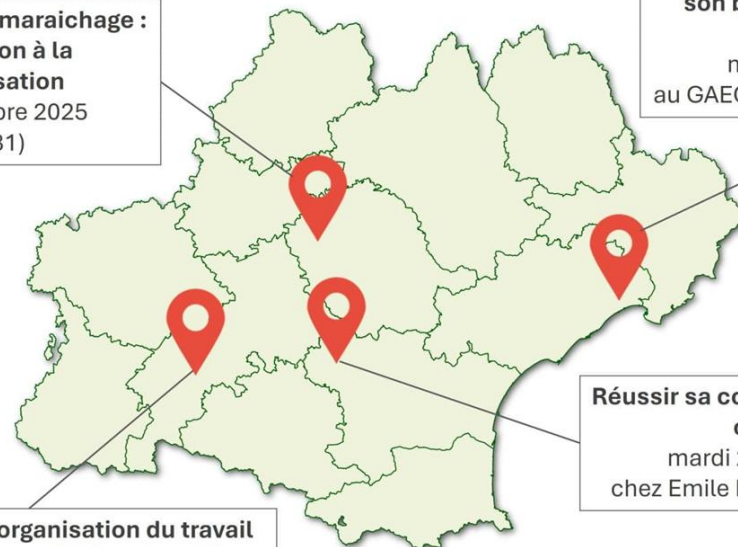 maraichage :
on à la
sation
bre 2025
31)
son b
n
au GAEC
Réussir sa co
mardi
chez Emile
organisation du travail